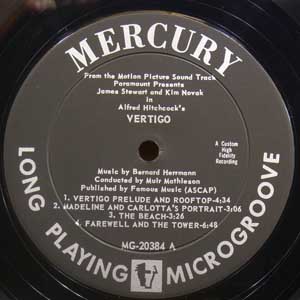 MERCURY
From the Motion Picture Sound Track
Paramount Presents
James Stewart and Kim Novak
in
Alfred Hitchcock's
VERTIGO
A Custom
High
Fidelity
Recording
Music by Bernard Herrmann
Conducted by Muir Mathieson
Published by Famous Music (ASCAP)
1. VERTIGO PRELUDE AND ROOFTOP-4:34
2. MADELINE AND CARLOTTA'S PORTRAIT-3:06
3. THE BEACH-3:26
4. FAREWELL AND THE TOWER-6:48
MG-20384 A
LONG PLAYING MICROGROOVE